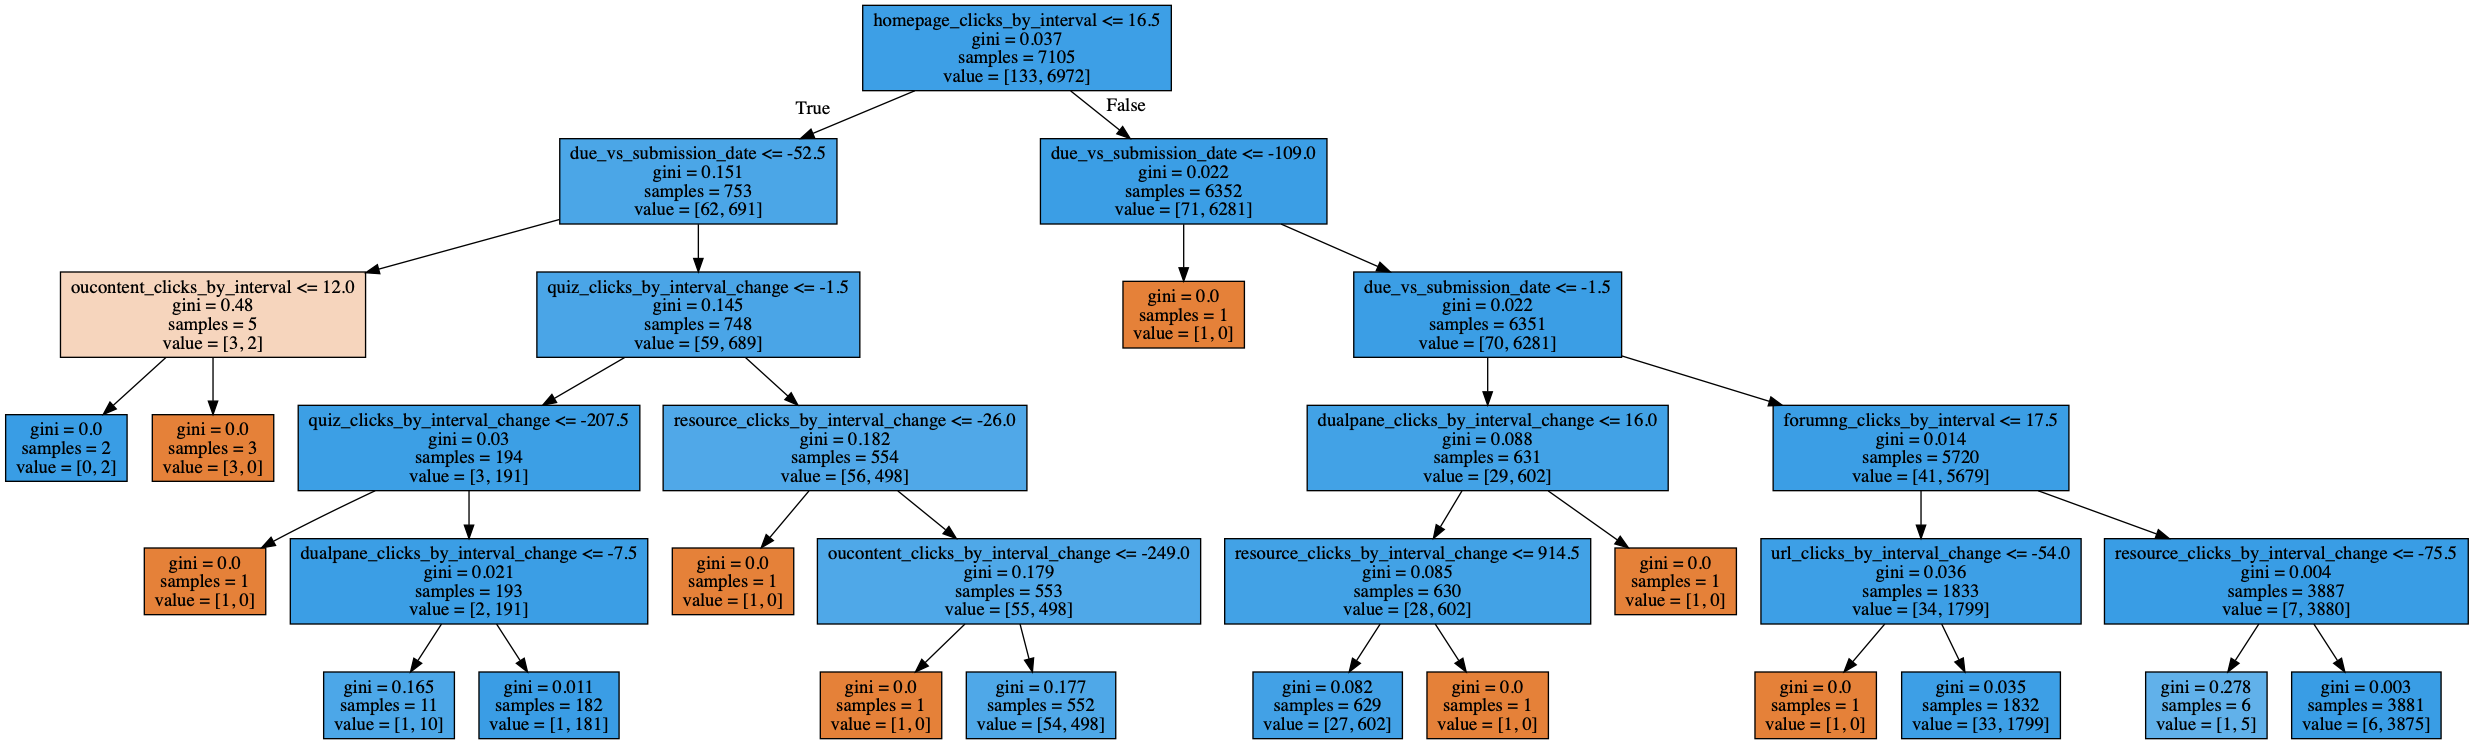 homepage_clicks_by_interval <= 16.5
gini = 0.037
samples = 7105
value = [133, 6972]
True
False
due_vs_submission_date <= -52.5
gini = 0.151
samples = 753
value = [62, 691]
due_vs_submission_date <= -109.0
gini = 0.022
samples = 6352
value = [71, 6281]
oucontent_clicks_by_interval <= 12.0
gini = 0.48
samples = 5
value = [3, 2]
quiz_clicks_by_interval_change <= -1.5
gini = 0.145
samples = 748
value = [59, 689]
gini = 0.0
samples = 1
value = [1, 0]
due_vs_submission_date <= -1.5
gini = 0.022
samples = 6351
value = [70, 6281]
gini = 0.0
samples = 2
value = [0, 2]
gini = 0.0
samples = 3
value = [3, 0]
quiz_clicks_by_interval_change <= -207.5
gini = 0.03
samples = 194
value = [3, 191]
resource_clicks_by_interval_change <= -26.0
gini = 0.182
samples = 554
value = [56, 498]
dualpane_clicks_by_interval_change <= 16.0
gini = 0.088
samples = 631
value = [29, 602]
forumng_clicks_by_interval <= 17.5
gini = 0.014
samples = 5720
value = [41, 5679]
gini = 0.0
samples = 1
value = [1, 0]
dualpane_clicks_by_interval_change <= -7.5
gini = 0.021
samples = 193
value = [2, 191]
gini = 0.0
samples = 1
value = [1, 0]
oucontent_clicks_by_interval_change <= -249.0
gini = 0.179
samples = 553
value = [55, 498]
resource_clicks_by_interval_change <= 914.5
gini = 0.085
samples = 630
value = [28, 602]
gini = 0.0
samples = 1
value = [1, 0]
url_clicks_by_interval_change <= -54.0
gini = 0.036
samples = 1833
value = [34, 1799]
resource_clicks_by_interval_change <= -75.5
gini = 0.004
samples = 3887
value = [7, 3880]
gini = 0.165
samples = 11
value = [1, 10]
gini = 0.011
samples = 182
value = [1, 181]
gini = 0.0
samples = 1
value = [1, 0]
gini = 0.177
samples = 552
value = [54, 498]
gini = 0.082
samples = 629
value = [27, 602]
gini = 0.0
samples = 1
value = [1, 0]
gini = 0.0
samples = 1
value = [1, 0]
gini = 0.035
samples = 1832
value = [33, 1799]
gini = 0.278
samples = 6
value = [1, 5]
gini = 0.003
samples = 3881
value = [6, 3875]